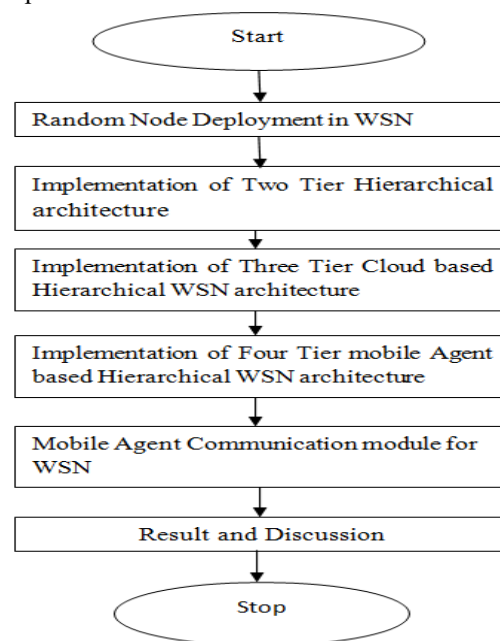 Start
Random Node Deployment in WSN
Implementation of Two Tier Hierarchical
architecture
Implementation of Three Tier Cloud based
Hierarchical WSN architecture
Implementation of Four Tier mobile Agent
based Hierarchical WSN architecture
Mobile Agent Communication module for
WSN
Result and Discussion
Stop